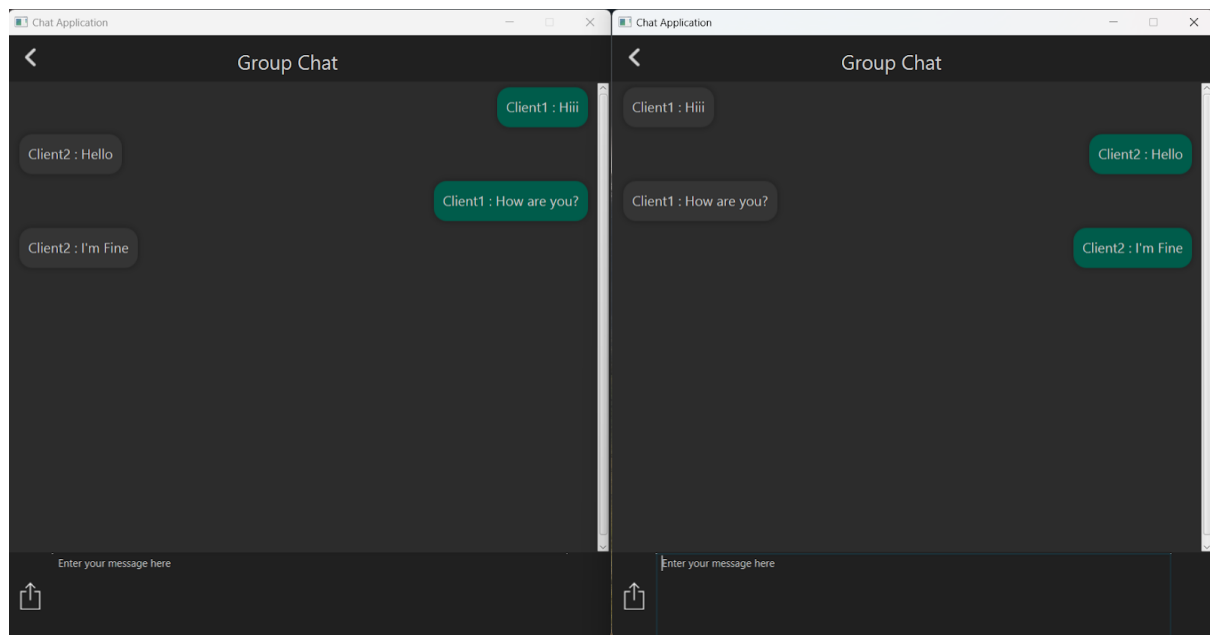 Chat Application
Group Chat
Client1 : Hiii
Client2 : Hello
Client1 : How are you?
Client2 : I'm Fine
Enter your message here
Chat Application
Group Chat
Client1 : Hiii
Client2 : Hello
Client1 : How are you?
Client2 : I'm Fine
Enter your message here